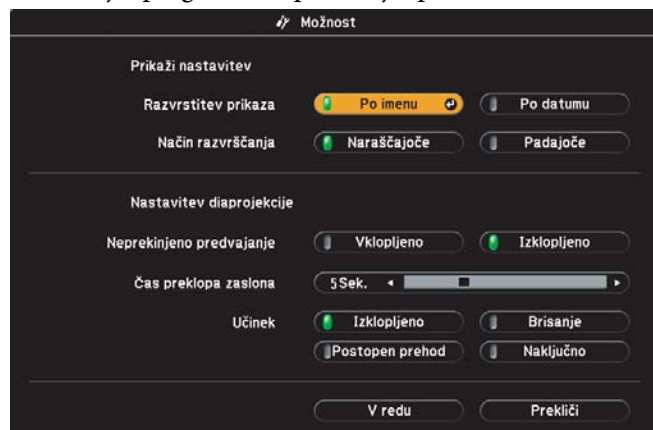 Možnost
Prikaži nastavitev
Razvrstitev prikaza Po imenu Po datumu
Način razvrščanja Naraščajoče Padajoče
Nastavitev diaprojekcije
Neprekinjeno predvajanje Vklopljeno Izklopljeno
Čas preklopa zaslona 5Sek.
Učinek Izklopljeno Brisanje
Postopen prehod Naključno
V redu Prekliči